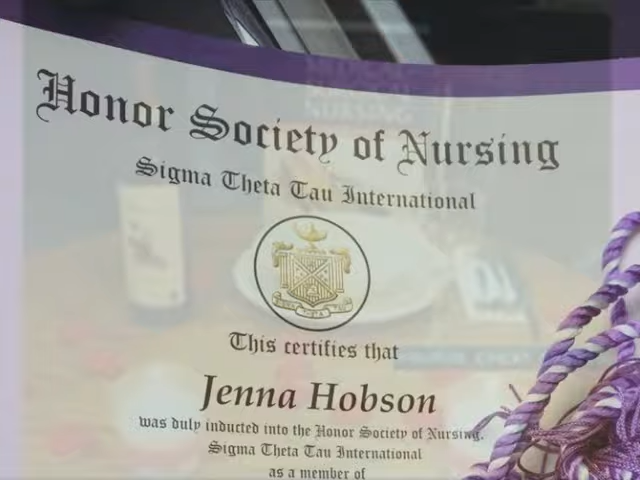 Honor Society of Nursing
Sigma Theta Tau International
This certifies that
Jenna Hobson
was duly inducted into the Honor Society of Nursing,
Sigma Theta Tau International
as a member of